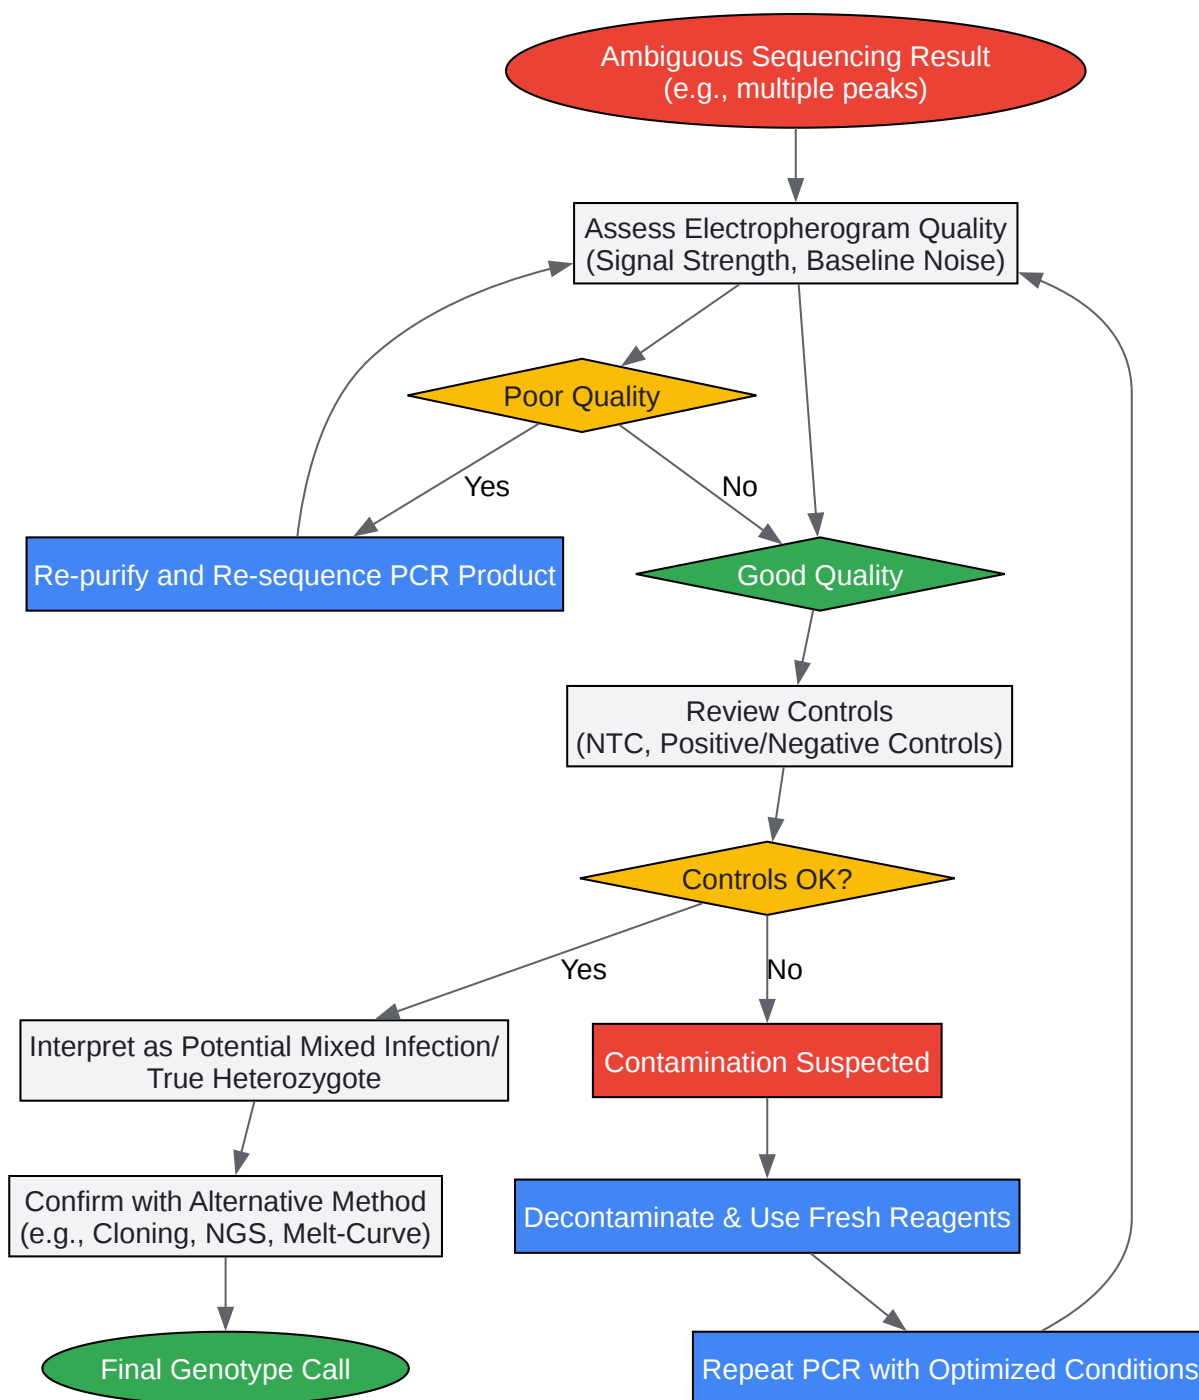 Ambiguous Sequencing Result
(e.g., multiple peaks)
Assess Electropherogram Quality
(Signal Strength, Baseline Noise)
Poor Quality
Yes
No
Re-purify and Re-sequence PCR Product
Good Quality
Review Controls
(NTC, Positive/Negative Controls)
Controls OK?
Yes
No
Interpret as Potential Mixed Infection/
True Heterozygote
Contamination Suspected
Confirm with Alternative Method
(e.g., Cloning, NGS, Melt-Curve)
Decontaminate & Use Fresh Reagents
Final Genotype Call
Repeat PCR with Optimized Conditions